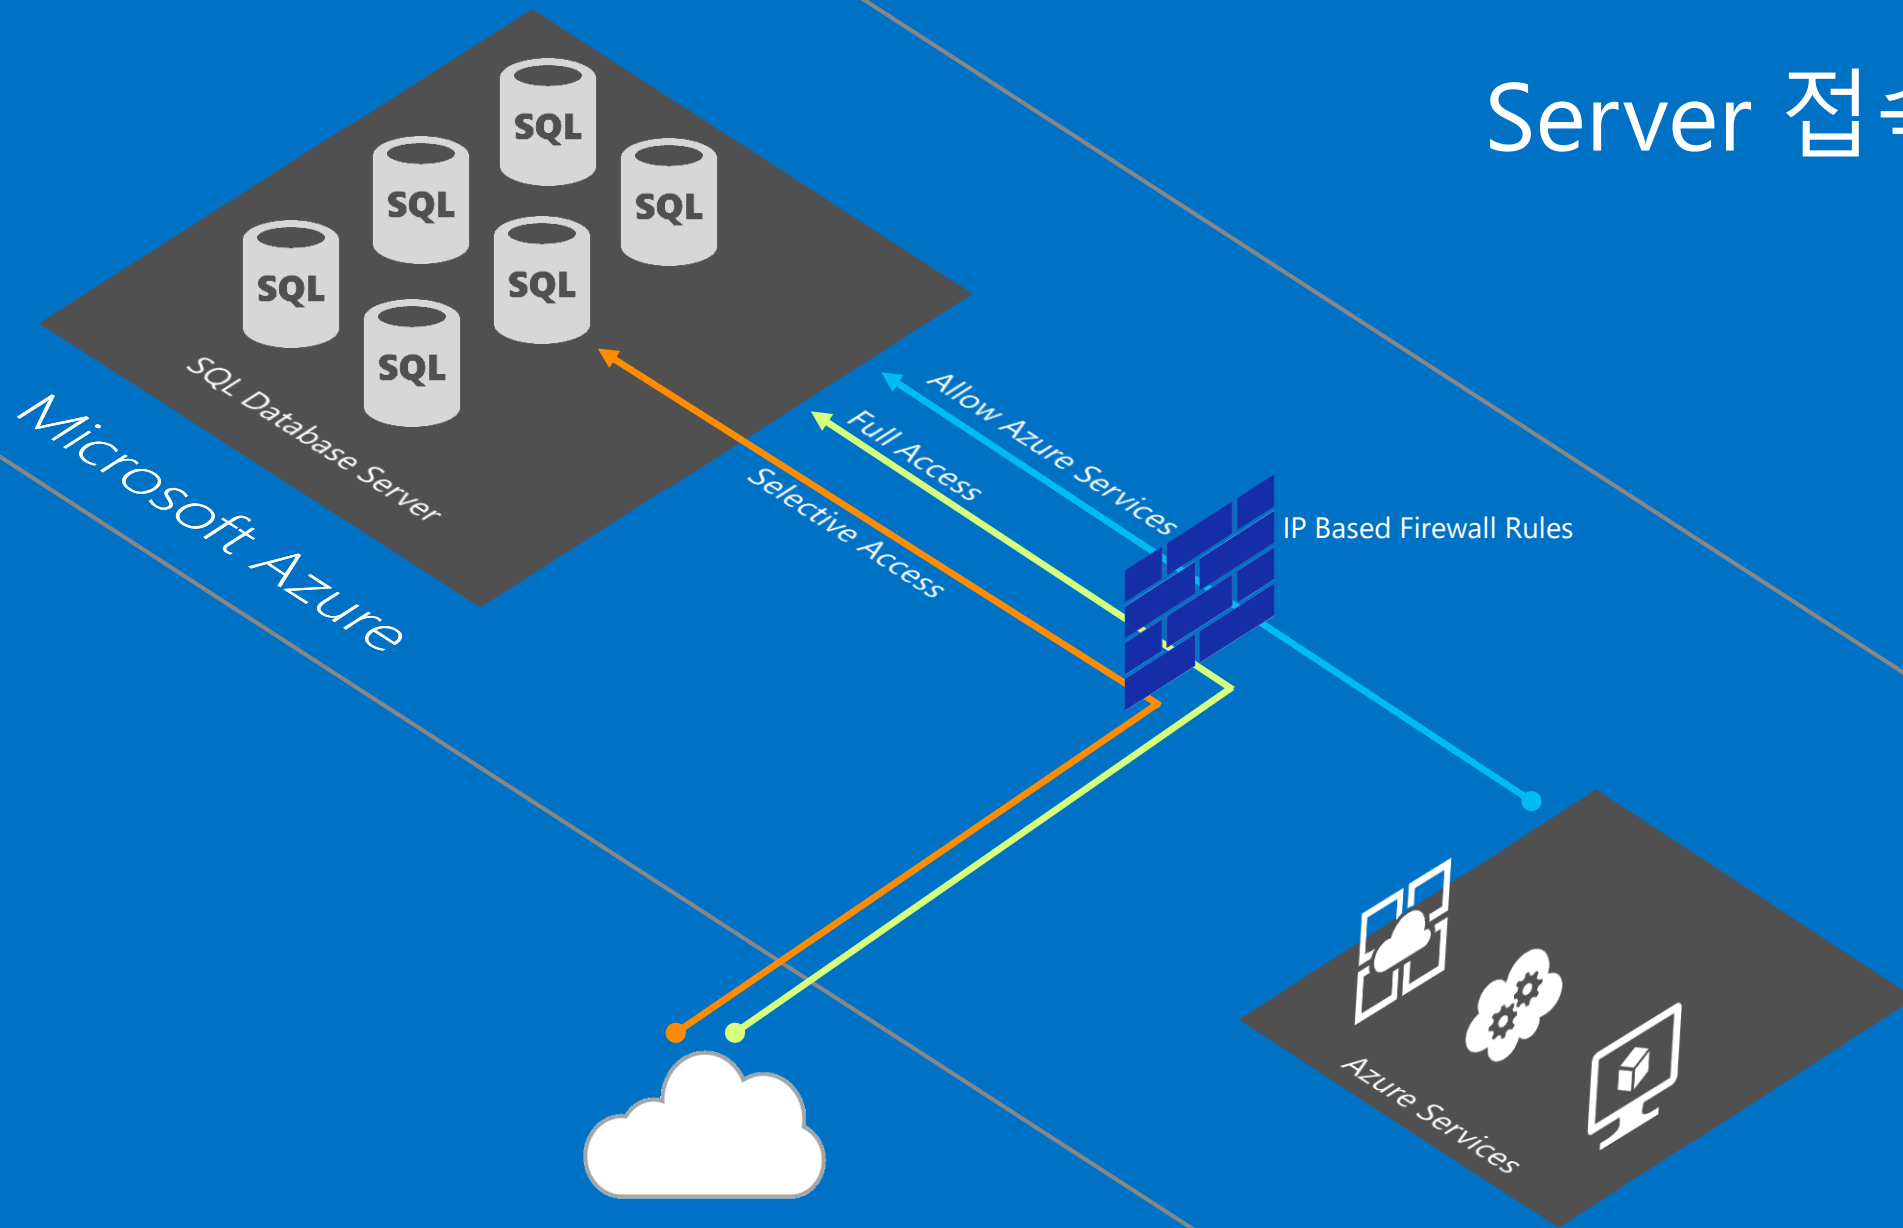 Server 접
SQL
SQL
SQL
SQL
SQL
SQL
SQL Database Server
Microsoft Azure
Allow Azure Services
Full Access
Selective Access
IP Based Firewall Rules
Azure Services